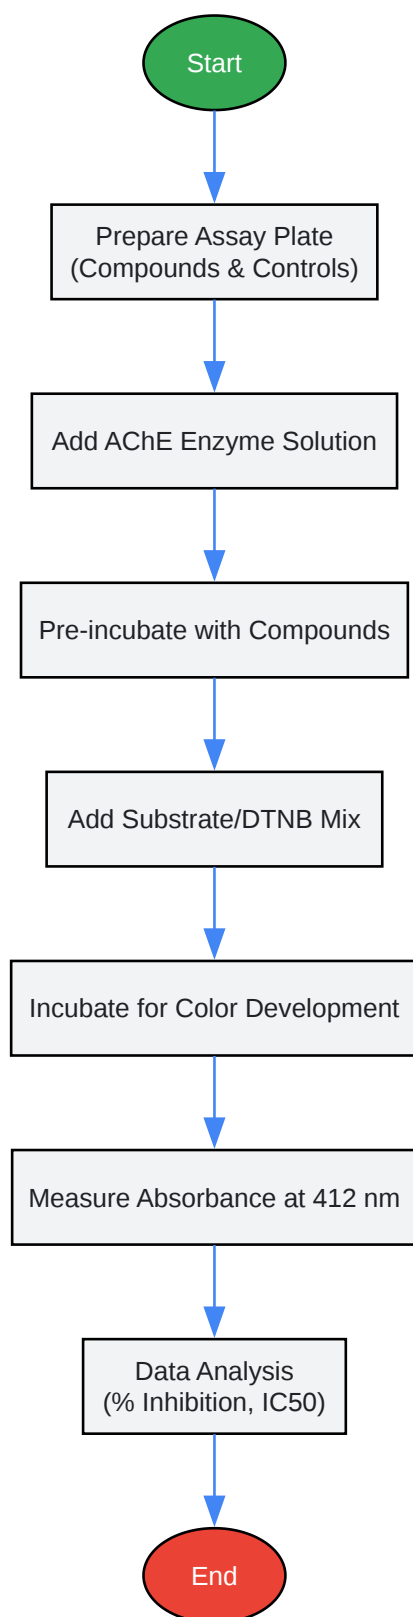 Start
Prepare Assay Plate
(Compounds & Controls)
Add AChE Enzyme Solution
Pre-incubate with Compounds
Add Substrate/DTNB Mix
Incubate for Color Development
Measure Absorbance at 412 nm
Data Analysis
(% Inhibition, IC50)
End